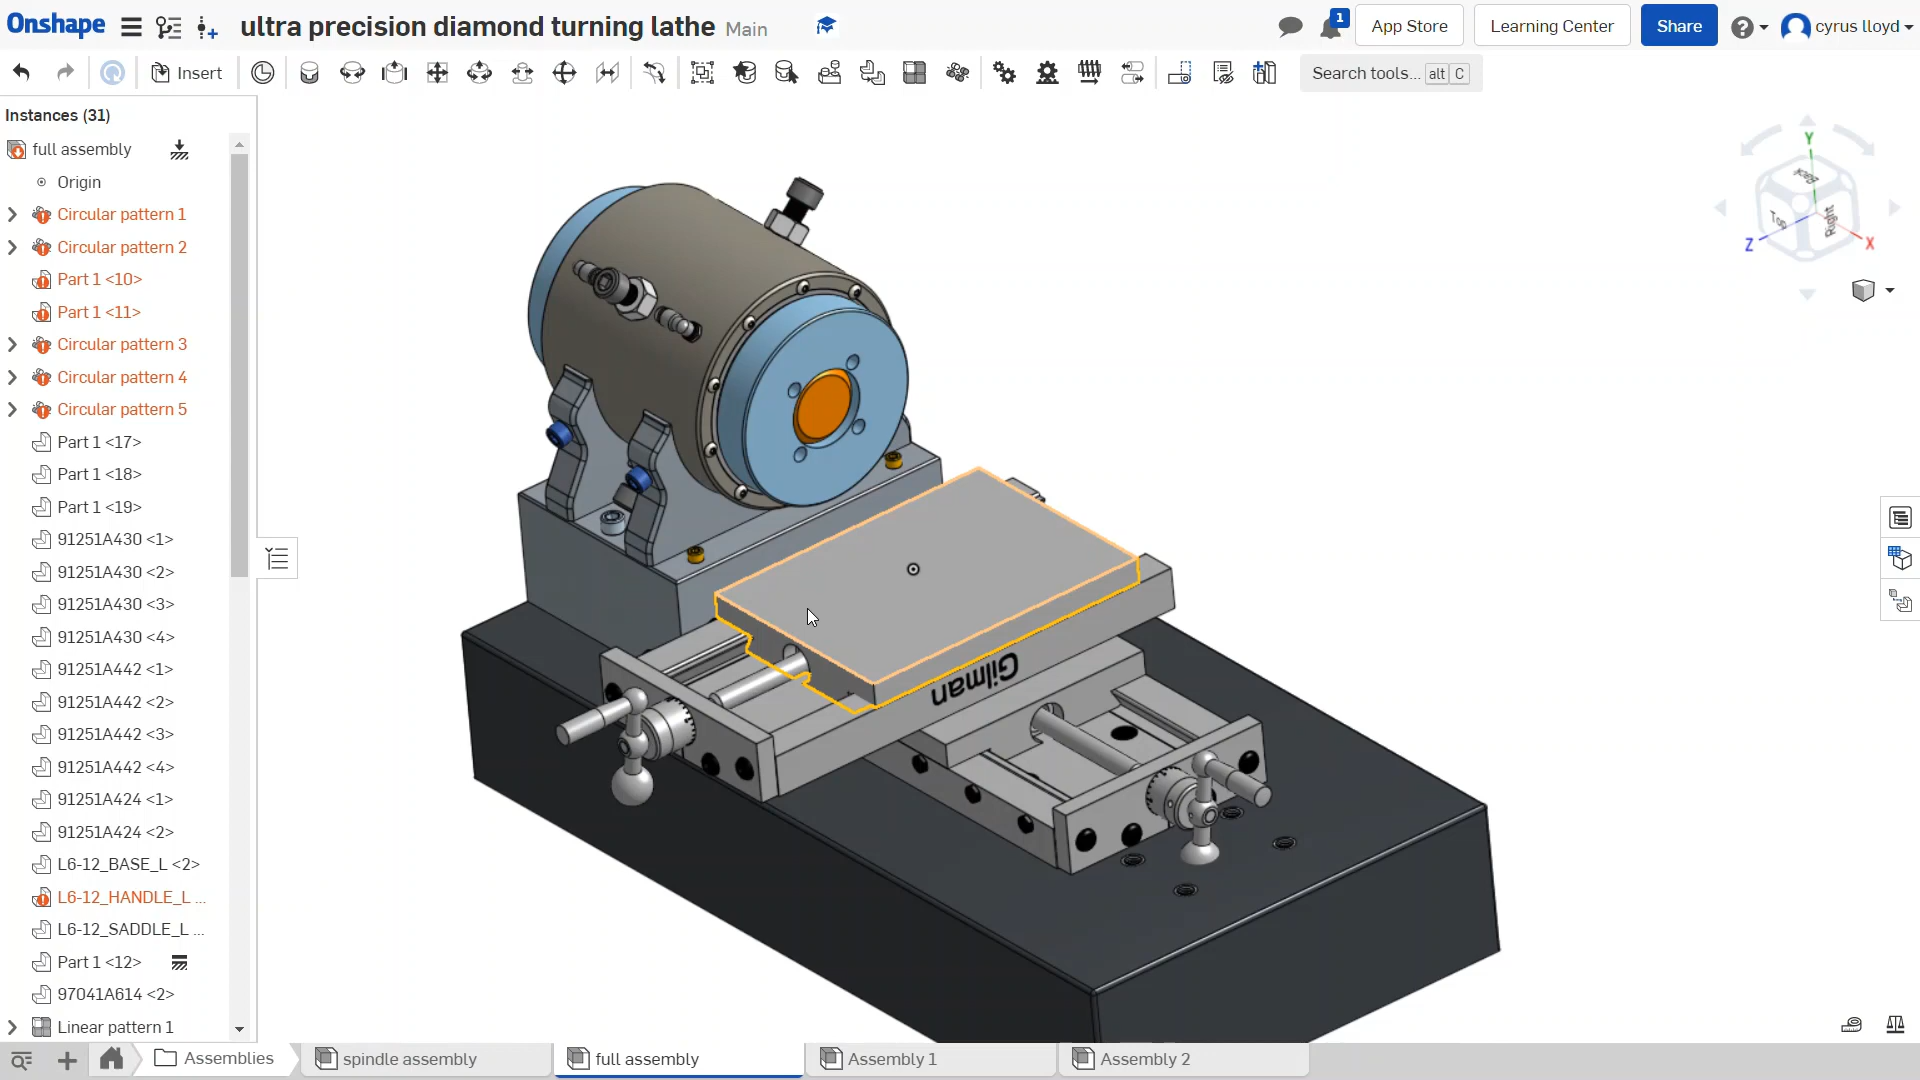 Onshape
ultra precision diamond turning lathe Main
1
App Store
Learning Center
Share
cyrus lloyd
Insert
Search tools... alt C
Instances (31)
full assembly
Origin
Circular pattern 1
Circular pattern 2
Part 1 <10>
Part 1 <11>
Circular pattern 3
Circular pattern 4
Circular pattern 5
Part 1 <17>
Part 1 <18>
Part 1 <19>
91251A430 <1>
91251A430 <2>
91251A430 <3>
91251A430 <4>
91251A442 <1>
91251A442 <2>
91251A442 <3>
91251A442 <4>
91251A424 <1>
91251A424 <2>
L6-12_BASE_L <2>
L6-12_HANDLE_L ...
L6-12_SADDLE_L ...
Part 1 <12>
97041A614 <2>
Linear pattern 1
Gilman
Y
Back
Top
Right
Z
X
Assemblies
spindle assembly
full assembly
Assembly 1
Assembly 2